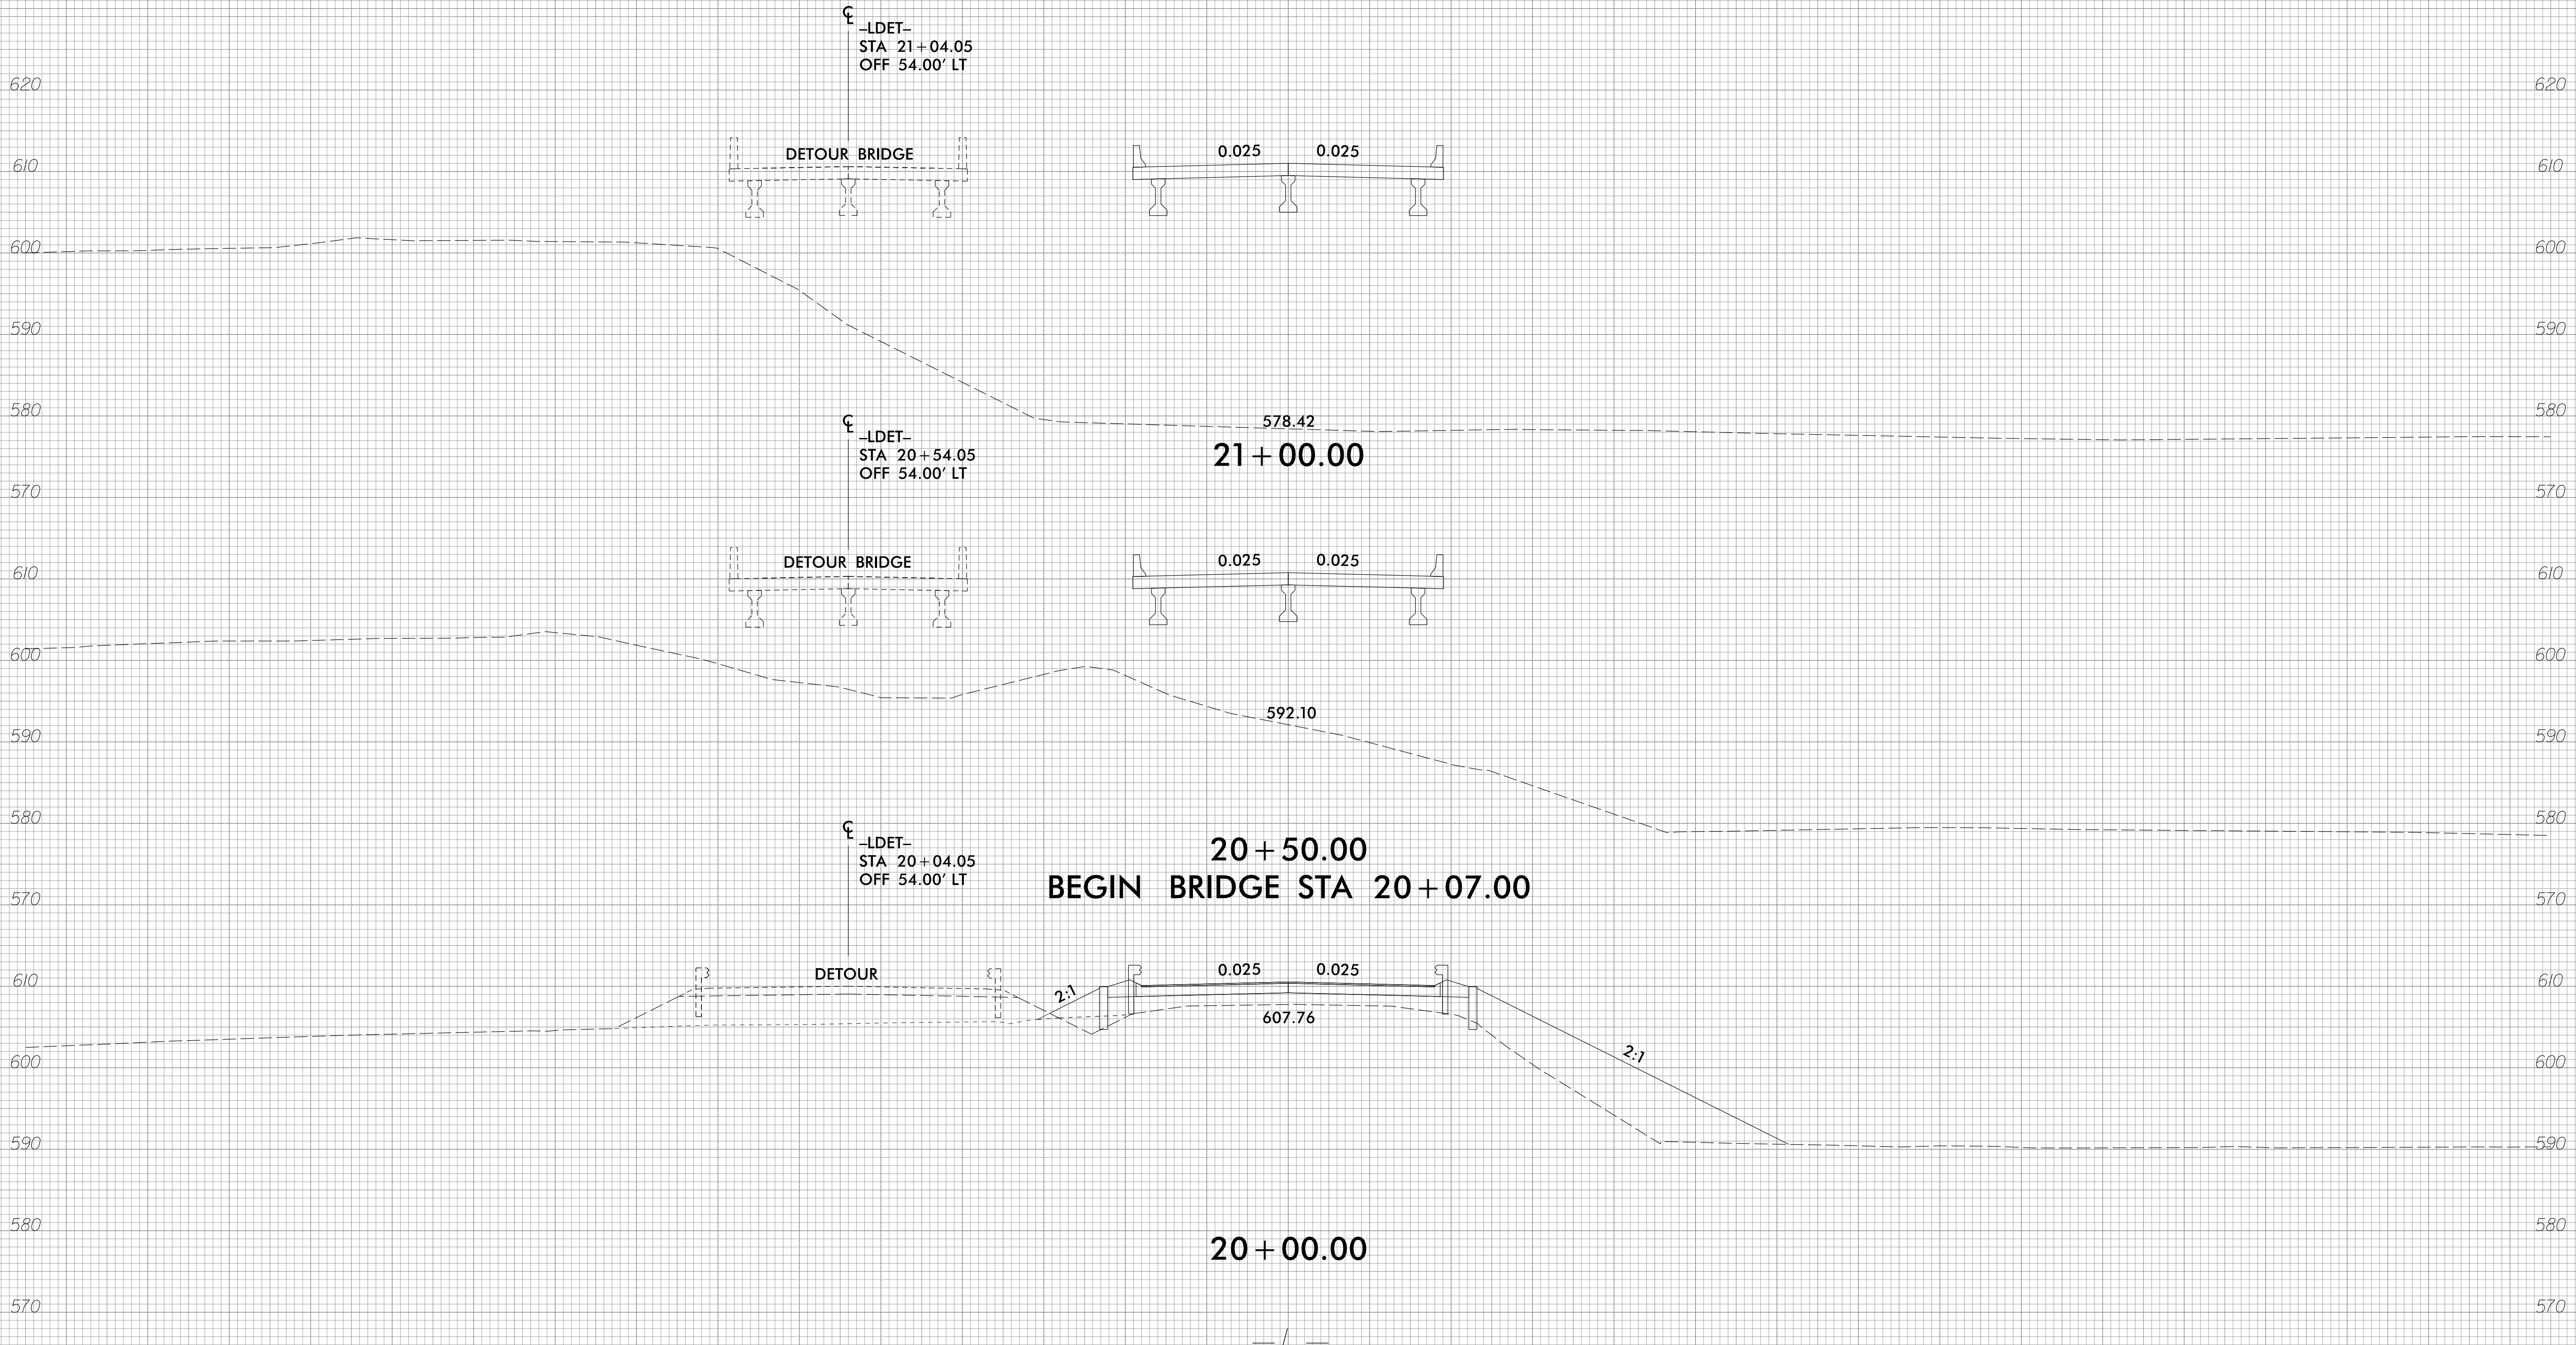 ℄
–LDET–
STA 21+04.05
OFF 54.00' LT
620 620
DETOUR BRIDGE 0.025 0.025
610 610
600 600
590 590
580 580
℄
578.42
–LDET–
STA 20+54.05
21+00.00
OFF 54.00' LT
570 570
DETOUR BRIDGE 0.025 0.025
610 610
600 600
592.10
590 590
580 580
℄
–LDET–
20+50.00
STA 20+04.05
OFF 54.00' LT
BEGIN BRIDGE STA 20+07.00
570 570
DETOUR 0.025 0.025
610 610
2:1
607.76
2:1
600 600
590 590
580 580
20+00.00
570 570